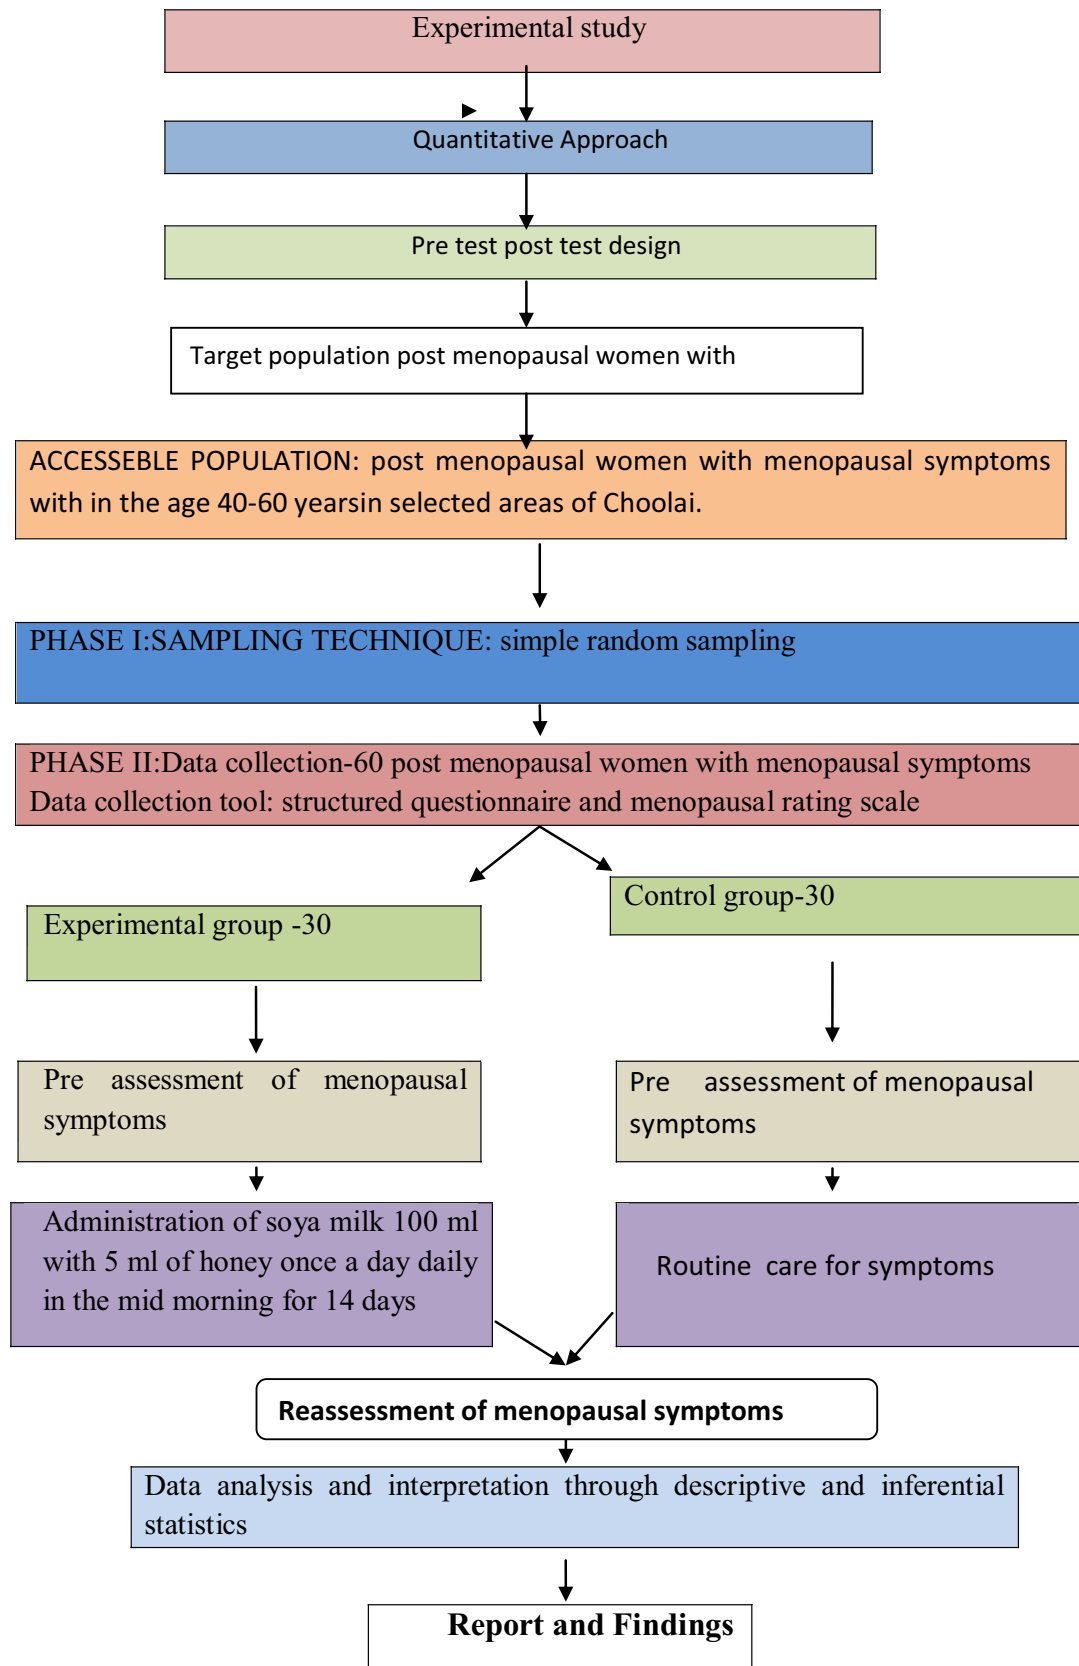 Experimental study
Quantitative Approach
Pre test post test design
Target population post menopausal women with
ACCESSEBLE POPULATION: post menopausal women with menopausal symptoms
with in the age 40-60 yearsin selected areas of Choolai.
PHASE I:SAMPLING TECHNIQUE: simple random sampling
PHASE II:Data collection-60 post menopausal women with menopausal symptoms
Data collection tool: structured questionnaire and menopausal rating scale
Experimental group -30
Control group-30
Pre assessment of menopausal
symptoms
Pre assessment of menopausal
symptoms
Administration of soya milk 100 ml
with 5 ml of honey once a day daily
in the mid morning for 14 days
Routine care for symptoms
Reassessment of menopausal symptoms
Data analysis and interpretation through descriptive and inferential
statistics
Report and Findings